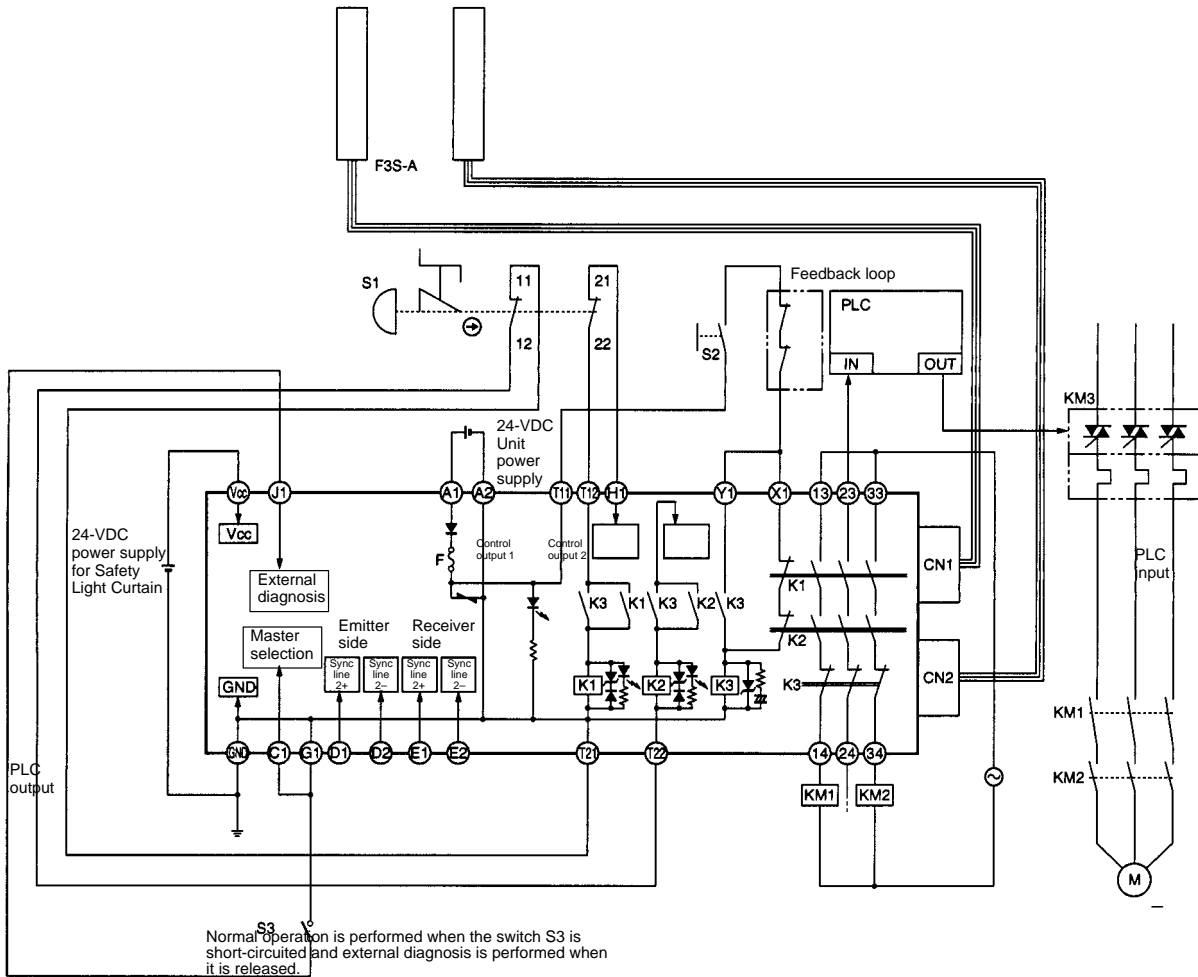 F3S-A
S1
11
12
21
22
S2
Feedback loop
PLC
IN
OUT
KM3
24-VDC
Unit
power
supply
Vcc
J1
A1
A2
T11
T12
H1
Y1
X1
13
23
33
Vcc
24-VDC
power supply
for Safety
Light Curtain
External
diagnosis
F
Control
output 1
Control
output 2
CN1
PLC
input
K3
K1
K3
K2
K3
K1
K2
Master
selection
Emitter
side
Receiver
side
Sync
line
2+
Sync
line
2–
Sync
line
2+
Sync
line
2–
GND
K1
K2
K3
K3
CN2
KM1
KM2
GND
C1
G1
D1
D2
E1
E2
T21
T22
14
24
34
PLC
output
KM1
KM2
M
S3
Normal operation is performed when the switch S3 is
short-circuited and external diagnosis is performed when
it is released.